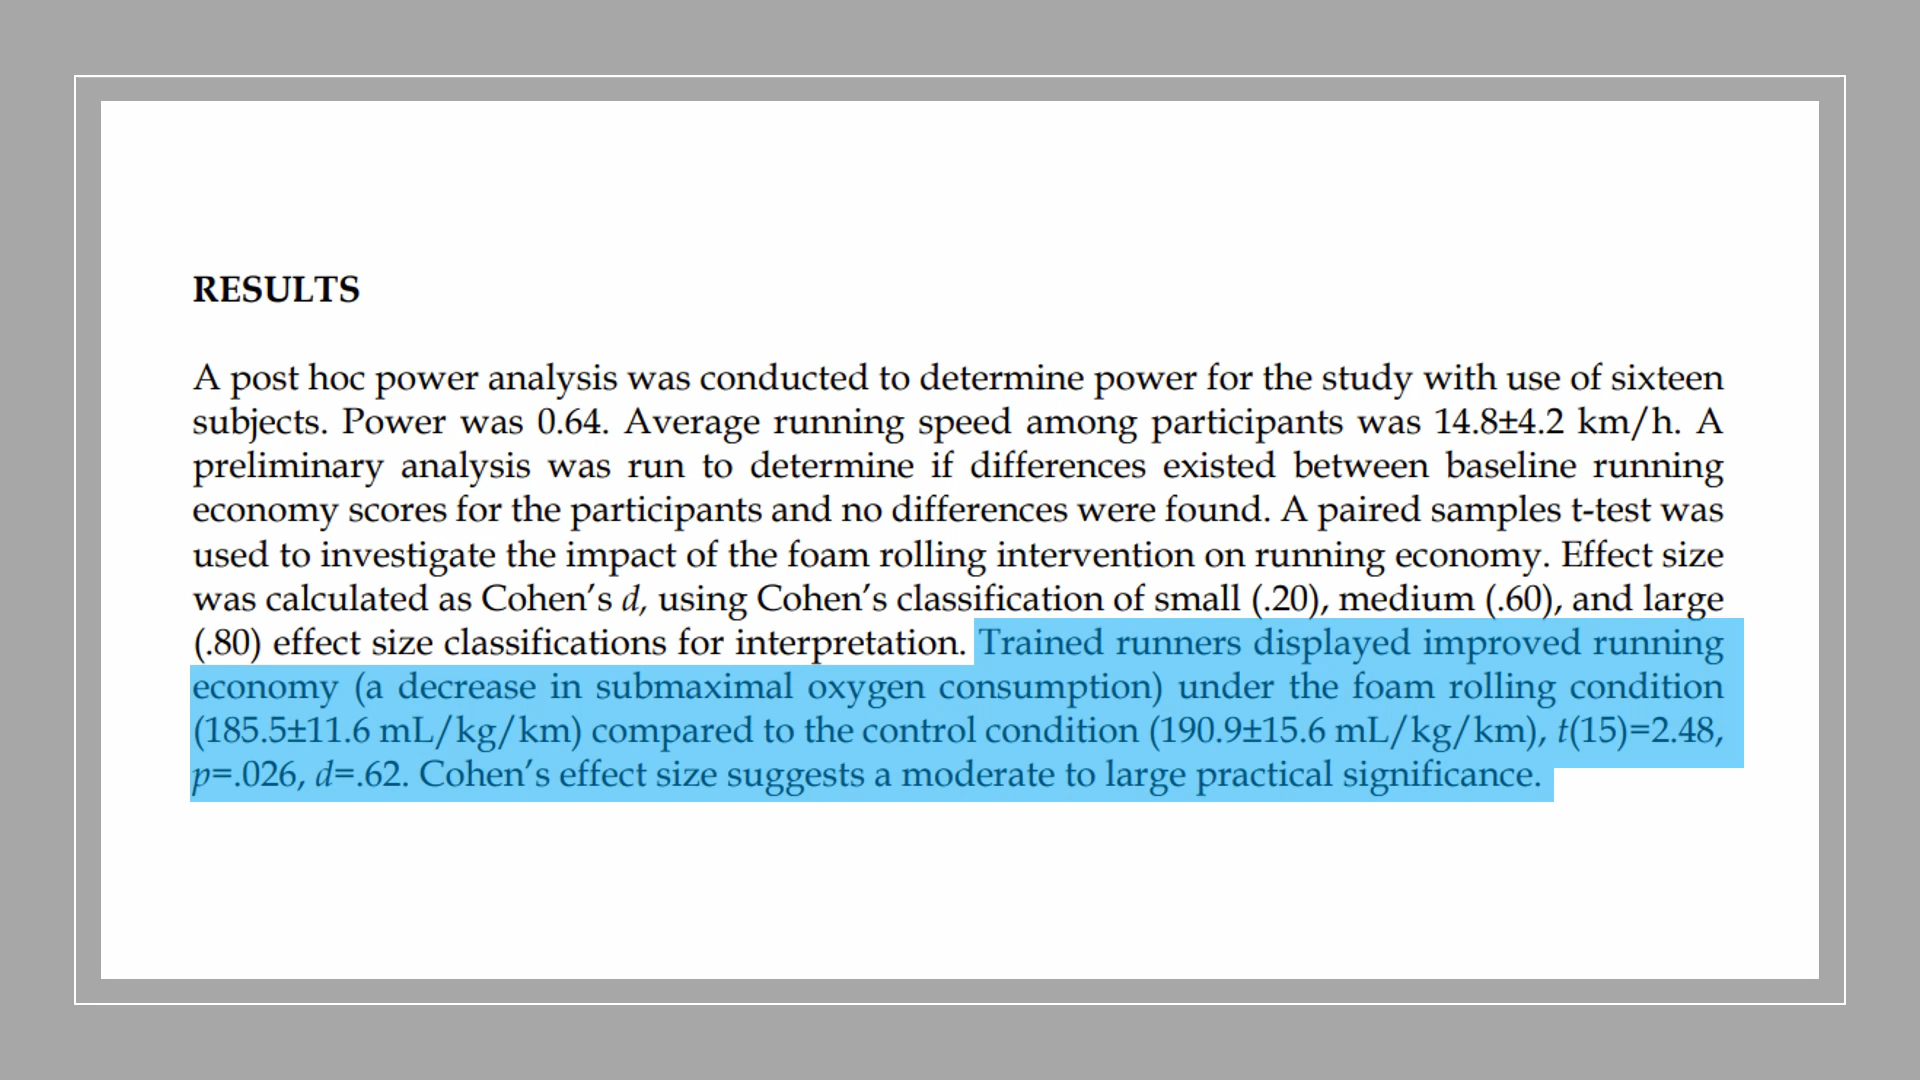 RESULTS
A post hoc power analysis was conducted to determine power for the study with use of sixteen
subjects. Power was 0.64. Average running speed among participants was 14.8±4.2 km/h. A
preliminary analysis was run to determine if differences existed between baseline running
economy scores for the participants and no differences were found. A paired samples t-test was
used to investigate the impact of the foam rolling intervention on running economy. Effect size
was calculated as Cohen's d, using Cohen's classification of small (.20), medium (.60), and large
(.80) effect size classifications for interpretation. Trained runners displayed improved running
economy (a decrease in submaximal oxygen consumption) under the foam rolling condition
(185.5±11.6 mL/kg/km) compared to the control condition (190.9±15.6 mL/kg/km), t(15)=2.48,
p=.026, d=.62. Cohen's effect size suggests a moderate to large practical significance.